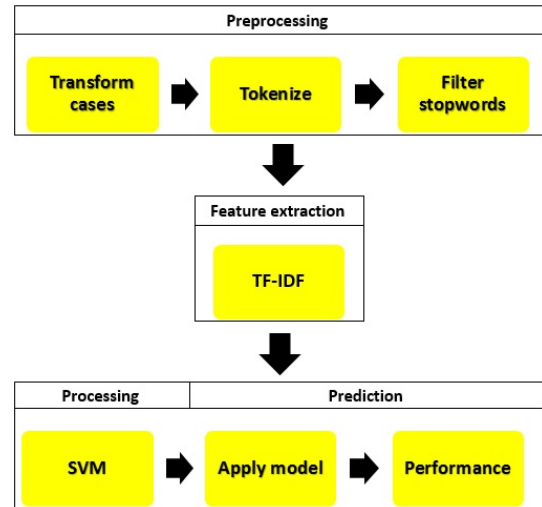 Preprocessing
Transform
cases
Tokenize
Filter
stopwords
Feature extraction
TF-IDF
Processing
Prediction
SVM
Apply model
Performance